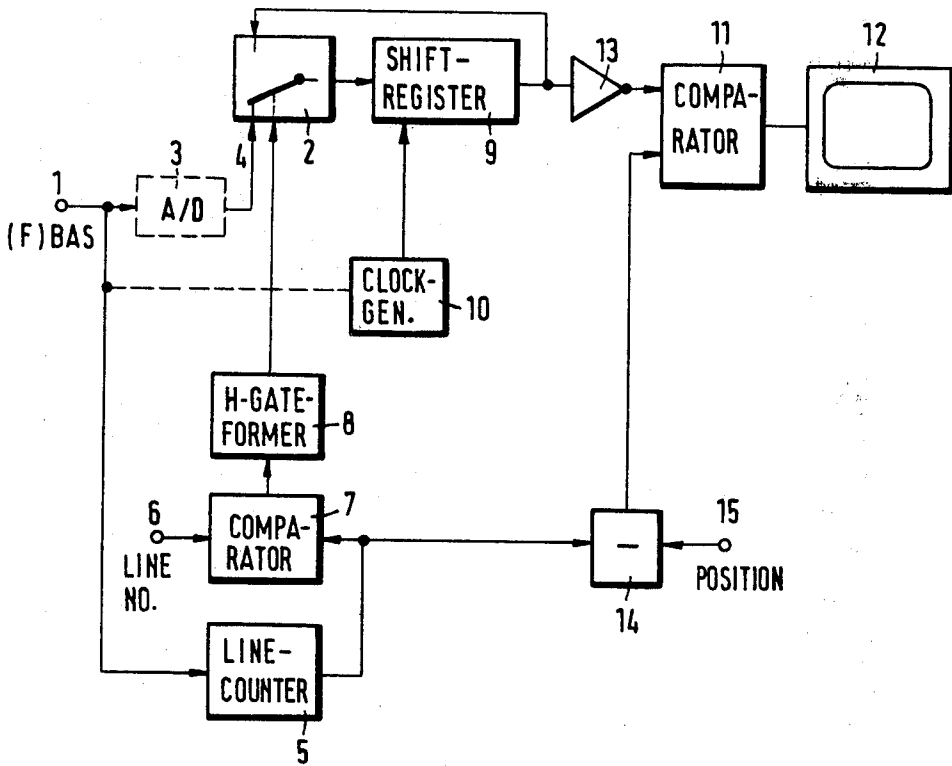 13
11
12
SHIFT-
REGISTER
COMPA-
RATOR
4
2
9
1
3
A/D
(F)BAS
CLOCK-
GEN.
10
H-GATE-
FORMER
8
6
7
15
COMPA-
RATOR
—
LINE
NO.
POSITION
14
LINE-
COUNTER
5